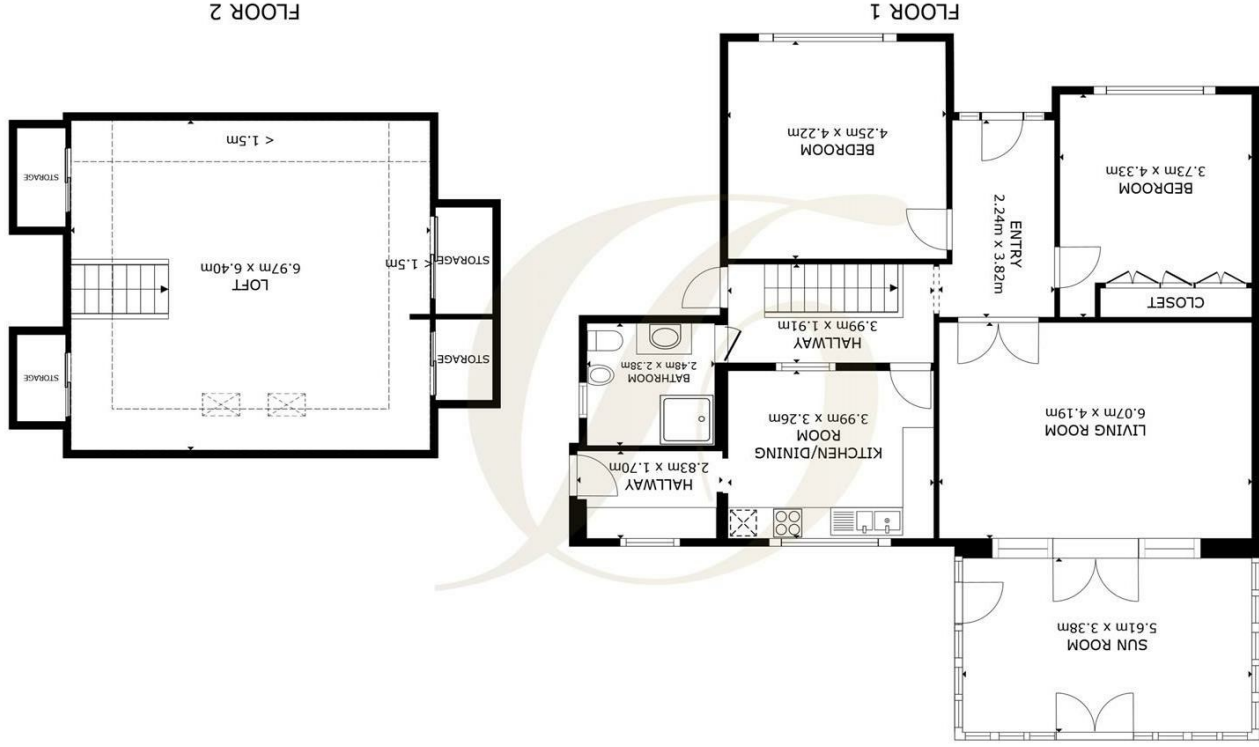 SUN ROOM
5.61m x 3.38m
LIVING ROOM
6.07m x 4.19m
KITCHEN/DINING
ROOM
3.99m x 3.26m
HALLWAY
2.83m x 1.70m
BATHROOM
2.48m x 2.38m
HALLWAY
3.99m x 1.91m
CLOSET
BEDROOM
3.73m x 4.33m
ENTRY
2.24m x 3.82m
BEDROOM
4.25m x 4.22m
FLOOR 1
STORAGE
STORAGE
STORAGE
STORAGE
LOFT
6.97m x 6.40m
< 1.5m
< 1.5m
FLOOR 2